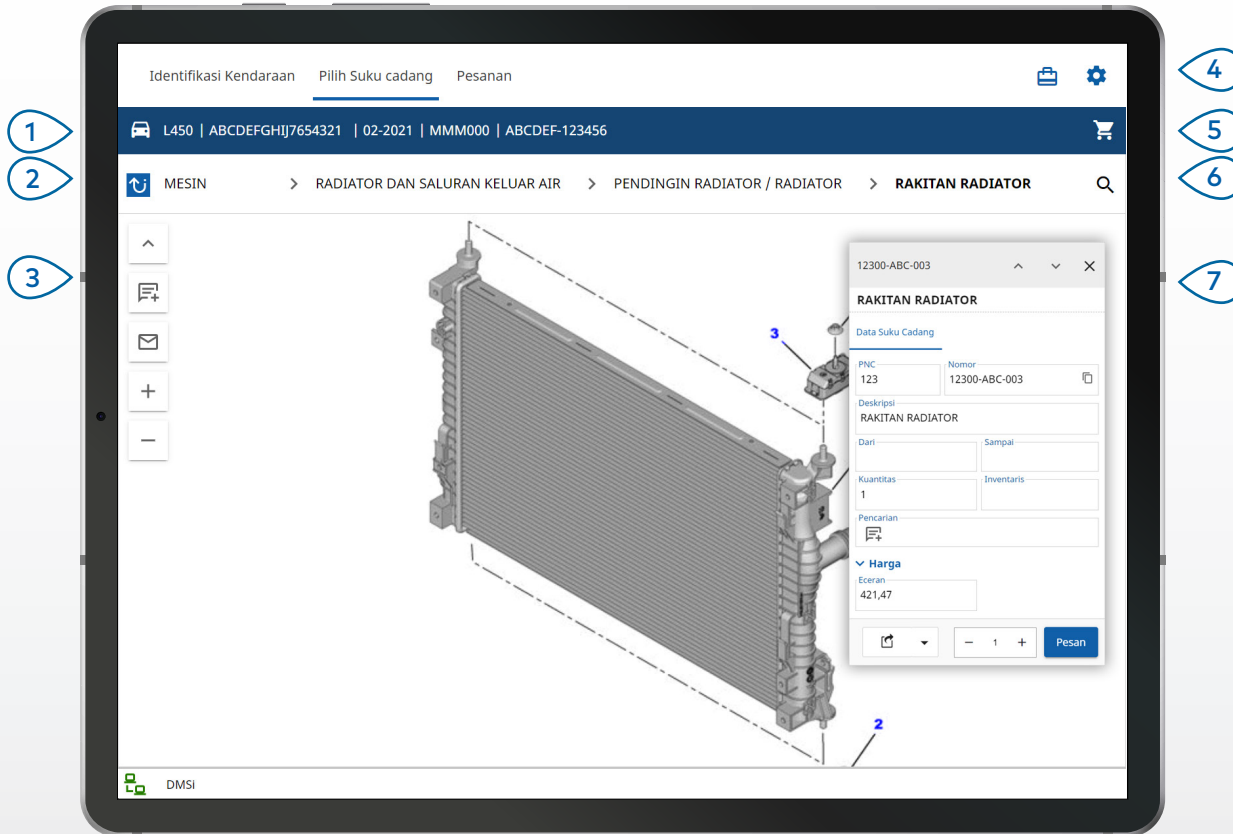 Identifikasi Kendaraan Pilih Suku cadang Pesanan
4
1
L450 | ABCDEFGHIJ7654321 | 02-2021 | MMM000 | ABCDEF-123456
5
2
MESIN > RADIATOR DAN SALURAN KELUAR AIR > PENDINGIN RADIATOR / RADIATOR > RAKITAN RADIATOR
6
3
12300-ABC-003
7
RAKITAN RADIATOR
3
Data Suku Cadang
PNC Nomor
123 12300-ABC-003
Deskripsi
RAKITAN RADIATOR
Dari Sampai
Kuantitas Inventaris
1
Pencarian
Harga
Eceran
421,47
− 1 + Pesan
2
DMSi